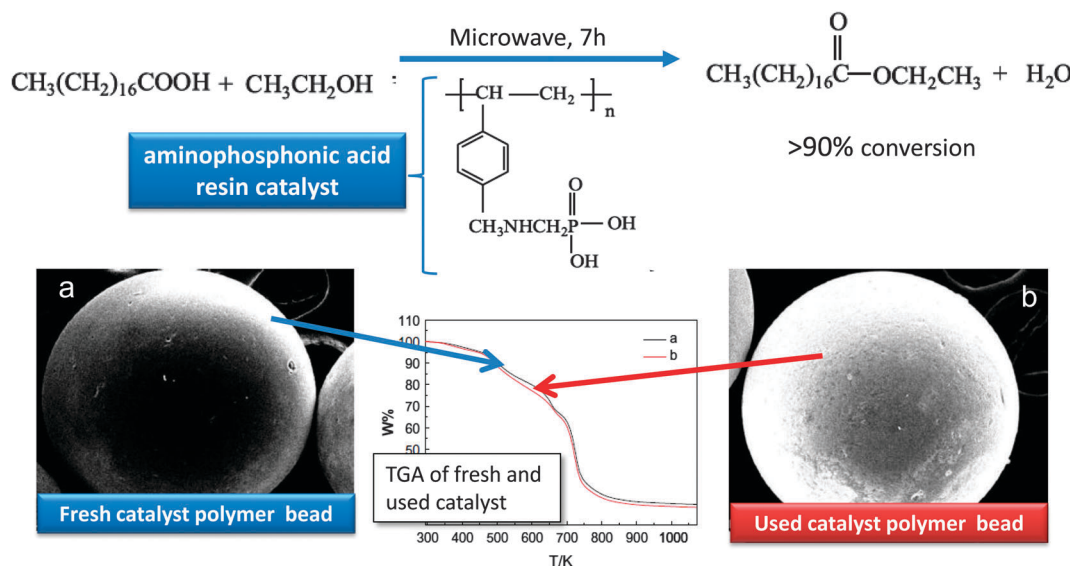 Microwave, 7h
CH₃(CH₂)₁₆COOH + CH₃CH₂OH
CH
CH₂
n
CH₃NHCH₂P
O
OH
OH
O
CH₃(CH₂)₁₆C
OCH₂CH₃ + H₂O
>90% conversion
aminophosphonic acid
resin catalyst
a
Fresh catalyst polymer bead
110
100
90
80
70
60
50
W%
a
b
TGA of fresh and
used catalyst
300 400 500 600 700 800 900 1000
T/K
b
Used catalyst polymer bead